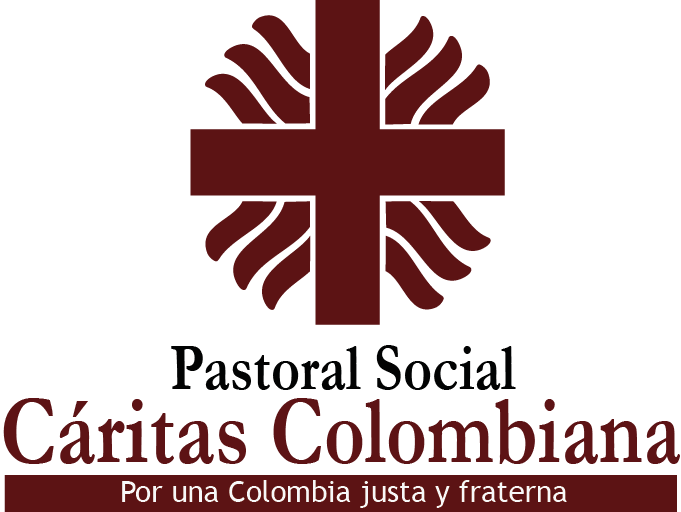 Pastoral Social
Cáritas Colombiana
Por una Colombia justa y fraterna